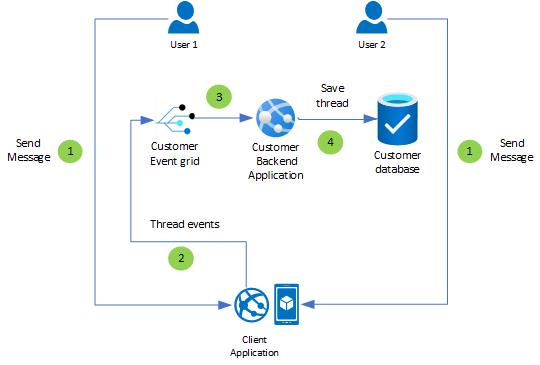 User 1
User 2
3
Save
thread
Send
Message
1
Customer
Event grid
Customer
Backend
Application
4
Customer
database
1
Send
Message
Thread events
2
Client
Application